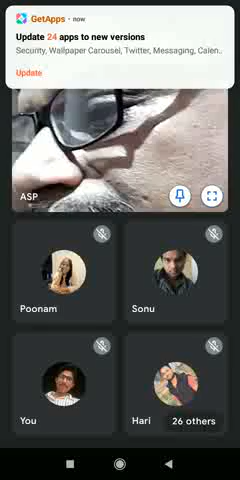 GetApps • now
Update 24 apps to new versions
Security, Wallpaper Carousel, Twitter, Messaging, Calen..
Update
ASP
Poonam
Sonu
You
Hari
26 others